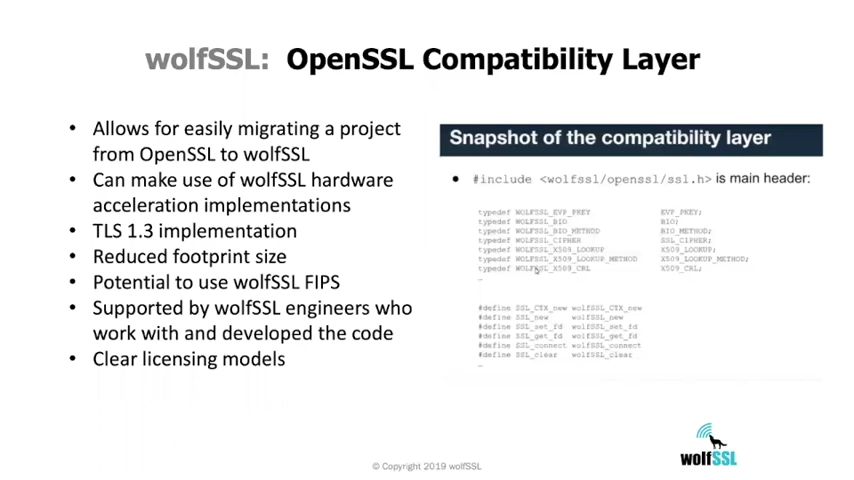 wolfSSL: OpenSSL Compatibility Layer
• Allows for easily migrating a project
from OpenSSL to wolfSSL
• Can make use of wolfSSL hardware
acceleration implementations
• TLS 1.3 implementation
• Reduced footprint size
• Potential to use wolfSSL FIPS
• Supported by wolfSSL engineers who
work with and developed the code
• Clear licensing models
Snapshot of the compatibility layer
• #include <wolfssl/openssl/ssl.h> is main header:
typedef WOLFSSL_EVP_PKEY EVP_PKEY;
typedef WOLFSSL_BIO BIO;
typedef WOLFSSL_BIO_METHOD BIO_METHOD;
typedef WOLFSSL_CIPHER SSL_CIPHER;
typedef WOLFSSL_X509_LOOKUP X509_LOOKUP;
typedef WOLFSSL_X509_LOOKUP_METHOD X509_LOOKUP_METHOD;
typedef WOLFSSL_X509_CRL X509_CRL;
…
#define SSL_CTX_new wolfSSL_CTX_new
#define SSL_new wolfSSL_new
#define SSL_set_fd wolfSSL_set_fd
#define SSL_get_fd wolfSSL_get_fd
#define SSL_connect wolfSSL_connect
#define SSL_clear wolfSSL_clear
…
wolfSSL
© Copyright 2019 wolfSSL